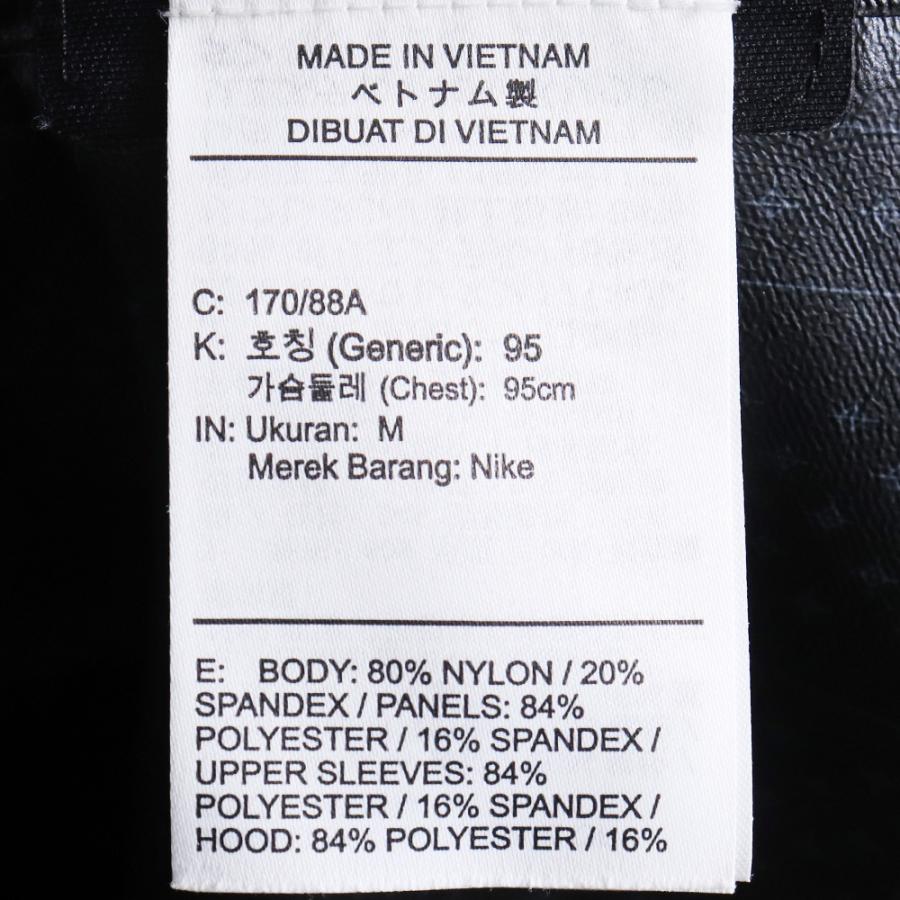 MADE IN VIETNAM
ベトナム製
DIBUAT DI VIETNAM
C: 170/88A
K: 호칭 (Generic): 95
가슴둘레 (Chest): 95cm
IN: Ukuran: M
Merek Barang: Nike
E: BODY: 80% NYLON / 20%
SPANDEX / PANELS: 84%
POLYESTER / 16% SPANDEX /
UPPER SLEEVES: 84%
POLYESTER / 16% SPANDEX /
HOOD: 84% POLYESTER / 16%